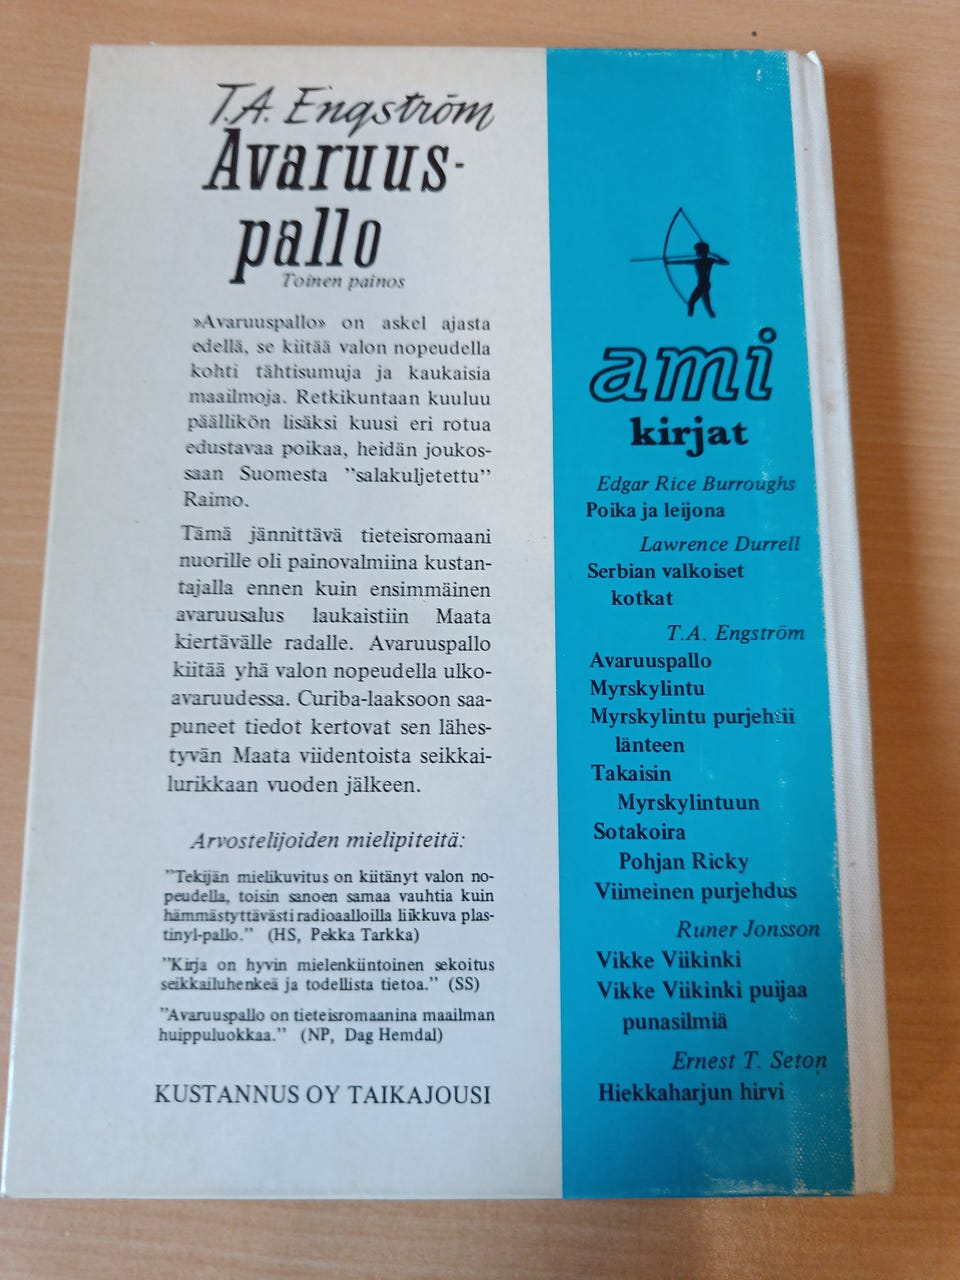 T.A. Engström
Avaruus-
pallo
Toinen painos
»Avaruuspallo» on askel ajasta
edellä, se kiitää valon nopeudella
kohti tähtisumuja ja kaukaisia
maailmoja. Retkikuntaan kuuluu
päällikön lisäksi kuusi eri rotua
edustavaa poikaa, heidän joukos-
saan Suomesta ”salakuljetettu”
Raimo.
Tämä jännittävä tieteisromaani
nuorille oli painovalmiina kustan-
tajalla ennen kuin ensimmäinen
avaruusalus laukaistiin Maata
kiertävälle radalle. Avaruuspallo
kiitää yhä valon nopeudella ulko-
avaruudessa. Curiba-laaksoon saa-
puneet tiedot kertovat sen lähes-
tyvän Maata viidentoista seikkai-
lurikkaan vuoden jälkeen.
Arvostelijoiden mielipiteitä:
”Tekijän mielikuvitus on kiitänyt valon no-
peudella, toisin sanoen samaa vauhtia kuin
hämmästyttävästi radioaalloilla liikkuva plas-
tinyl-pallo.” (HS, Pekka Tarkka)
”Kirja on hyvin mielenkiintoinen sekoitus
seikkailuhenkeä ja todellista tietoa.” (SS)
”Avaruuspallo on tieteisromaanina maailman
huippuluokkaa.” (NP, Dag Hemdal)
KUSTANNUS OY TAIKAJOUSI
ami
kirjat
Edgar Rice Burroughs
Poika ja leijona
Lawrence Durrell
Serbian valkoiset
kotkat
T.A. Engström
Avaruuspallo
Myrskylintu
Myrskylintu purjehtii
länteen
Takaisin
Myrskylintuun
Sotakoira
Pohjan Ricky
Viimeinen purjehdus
Runer Jonsson
Vikke Viikinki
Vikke Viikinki puijaa
punasilmiä
Ernest T. Seton
Hiekkaharjun hirvi